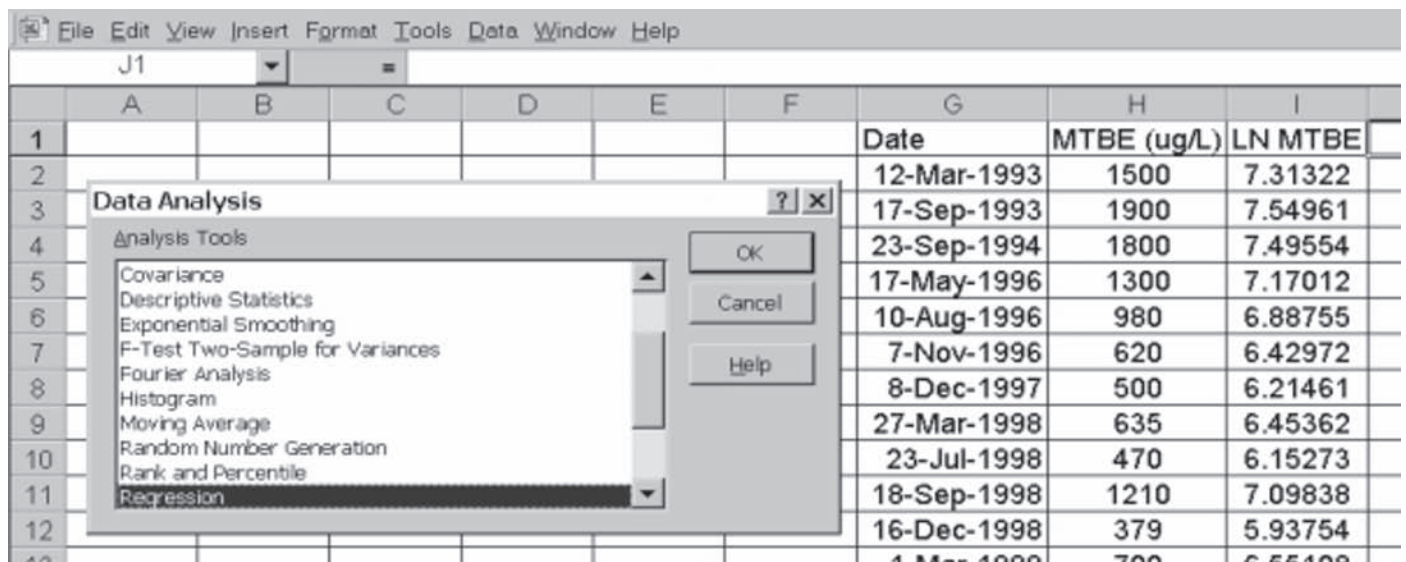 File Edit View Insert Format Tools Data Window Help
J1 =
A B C D E F G H I
1 Date MTBE (ug/L) LN MTBE
2 12-Mar-1993 1500 7.31322
3 17-Sep-1993 1900 7.54961
4 23-Sep-1994 1800 7.49554
5 17-May-1996 1300 7.17012
6 10-Aug-1996 980 6.88755
7 7-Nov-1996 620 6.42972
8 8-Dec-1997 500 6.21461
9 27-Mar-1998 635 6.45362
10 23-Jul-1998 470 6.15273
11 18-Sep-1998 1210 7.09838
12 16-Dec-1998 379 5.93754
Data Analysis ? X
Analysis Tools
Covariance
Descriptive Statistics
Exponential Smoothing
F-Test Two-Sample for Variances
Fourier Analysis
Histogram
Moving Average
Random Number Generation
Rank and Percentile
Regression
OK
Cancel
Help